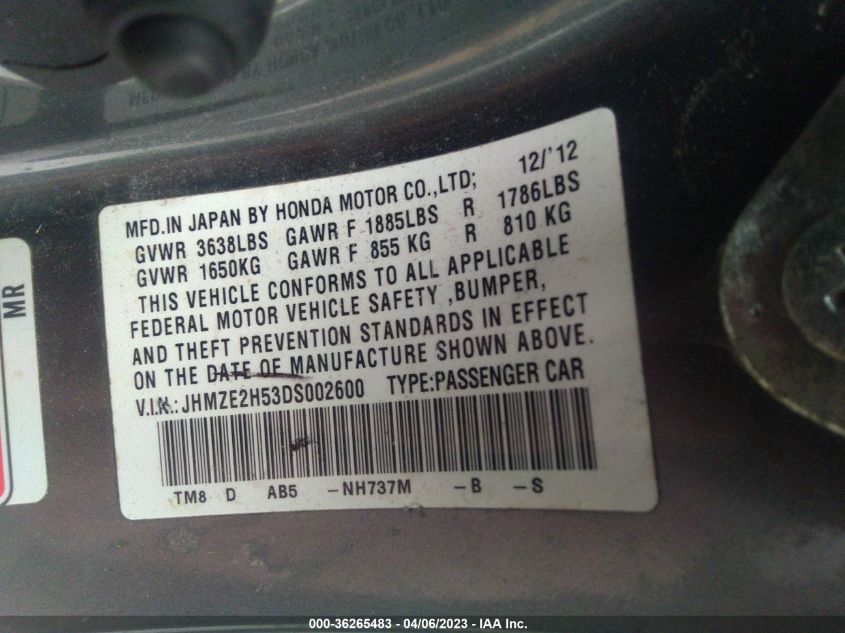 MFD.IN JAPAN BY HONDA MOTOR CO.,LTD; 12/'12
GVWR 3638LBS GAWR F 1885LBS R 1786LBS
GVWR 1650KG GAWR F 855 KG R 810 KG
THIS VEHICLE CONFORMS TO ALL APPLICABLE
FEDERAL MOTOR VEHICLE SAFETY ,BUMPER,
AND THEFT PREVENTION STANDARDS IN EFFECT
ON THE DATE OF MANUFACTURE SHOWN ABOVE.
V.I.N.:JHMZE2H53DS002600 TYPE:PASSENGER CAR
TM8 D AB5 -NH737M -B -S
MR
000-36265483 - 04/06/2023 - IAA Inc.